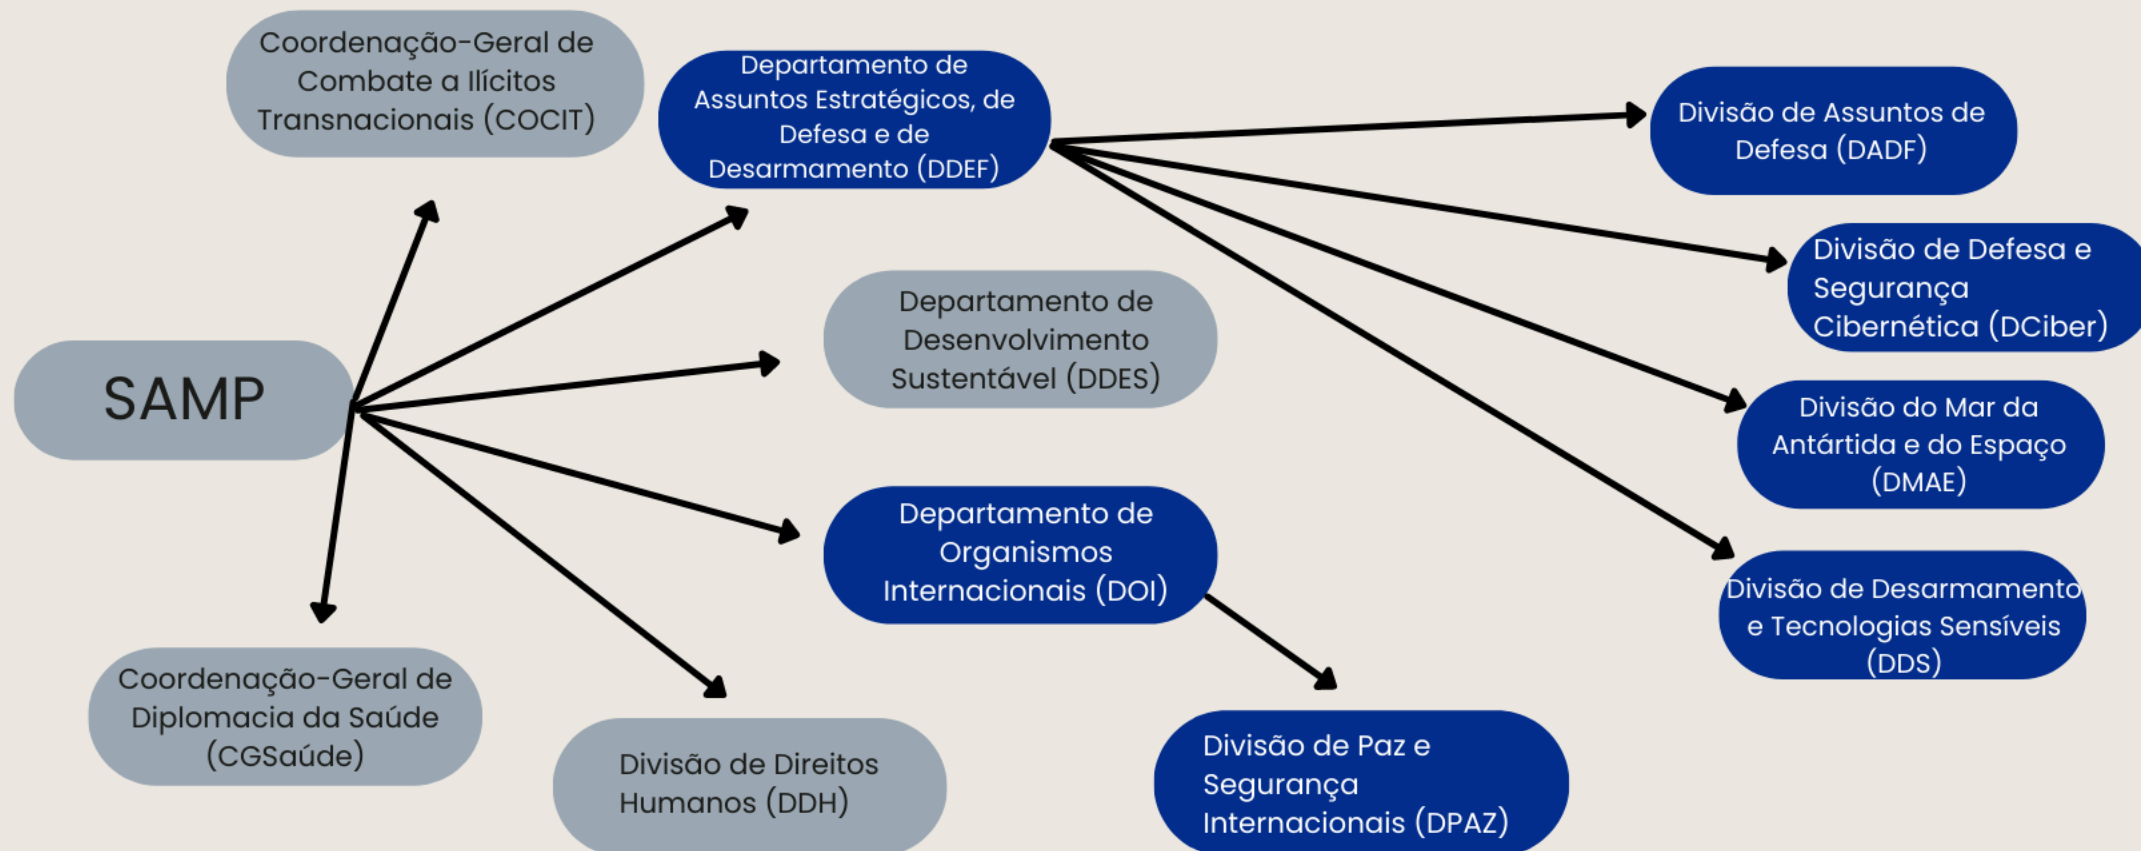 Coordenação-Geral de
Combate a Ilícitos
Transnacionais (COCIT)
Departamento de
Assuntos Estratégicos, de
Defesa e de
Desarmamento (DDEF)
Divisão de Assuntos de
Defesa (DADF)
Divisão de Defesa e
Segurança
Cibernética (DCiber)
Departamento de
Desenvolvimento
Sustentável (DDES)
SAMP
Divisão do Mar da
Antártida e do Espaço
(DMAE)
Departamento de
Organismos
Internacionais (DOI)
Divisão de Desarmamento
e Tecnologias Sensíveis
(DDS)
Coordenação-Geral de
Diplomacia da Saúde
(CGSaúde)
Divisão de Direitos
Humanos (DDH)
Divisão de Paz e
Segurança
Internacionais (DPAZ)